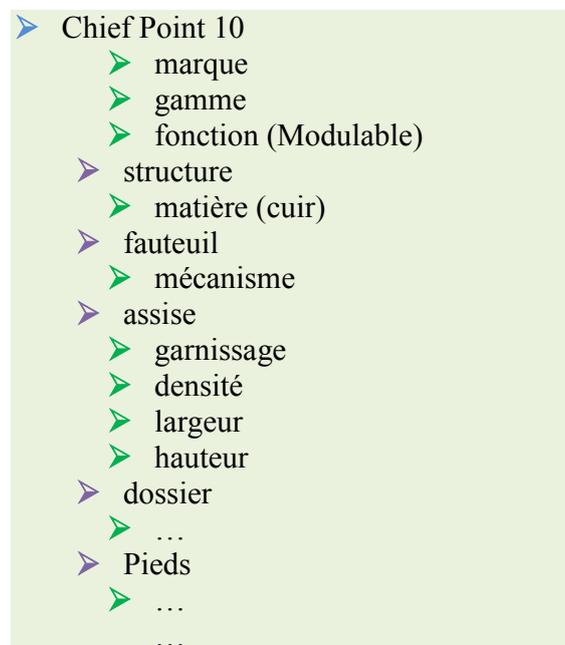 Chief Point 10
marque
gamme
fonction (Modulable)
structure
matière (cuir)
fauteuil
mécanisme
assise
garnissage
densité
largeur
hauteur
dossier
…
Pieds
…
…